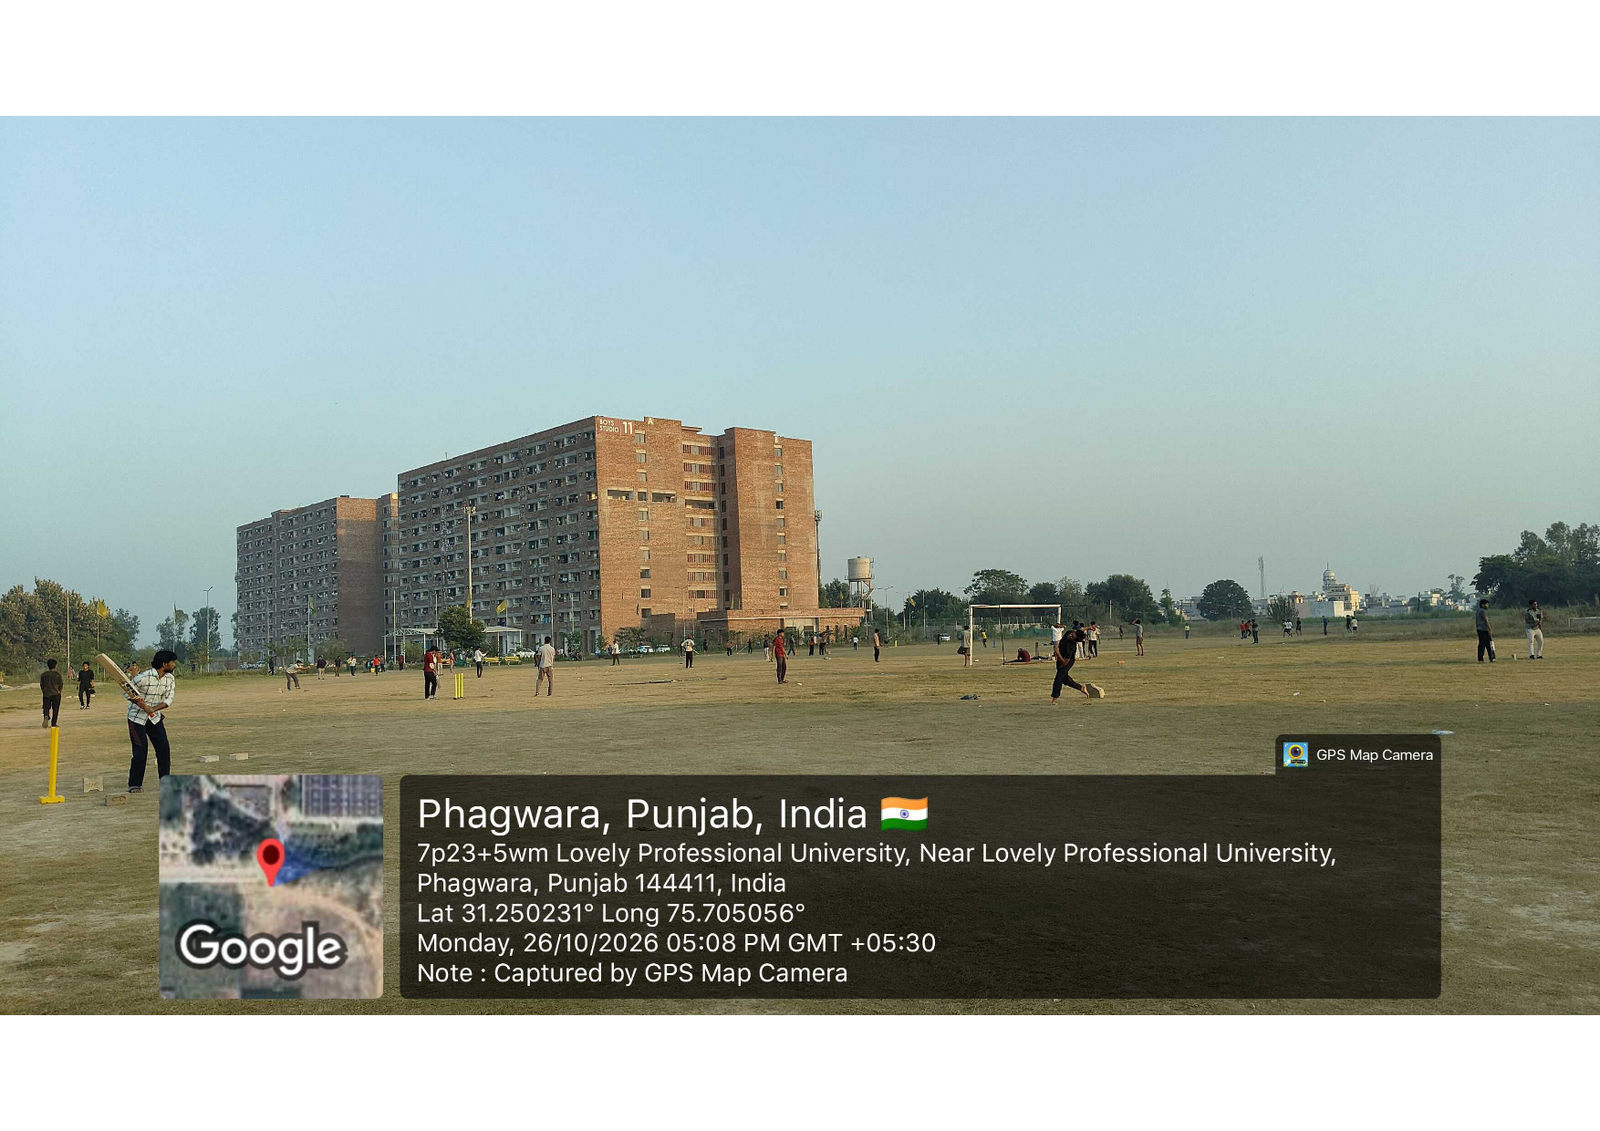 BOYS
STUDIO 11
A
GPS Map Camera
Phagwara, Punjab, India
7p23+5wm Lovely Professional University, Near Lovely Professional University,
Phagwara, Punjab 144411, India
Lat 31.250231° Long 75.705056°
Monday, 26/10/2026 05:08 PM GMT +05:30
Note : Captured by GPS Map Camera
Google